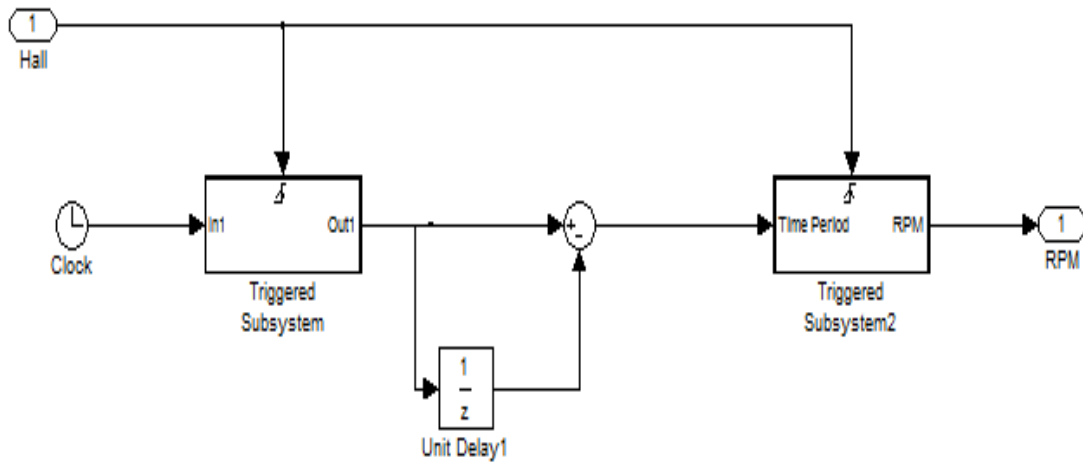 1
Hall
Clock
In1
Out1
Triggered
Subsystem
+
-
1
z
Unit Delay1
Time Period
RPM
Triggered
Subsystem2
1
RPM